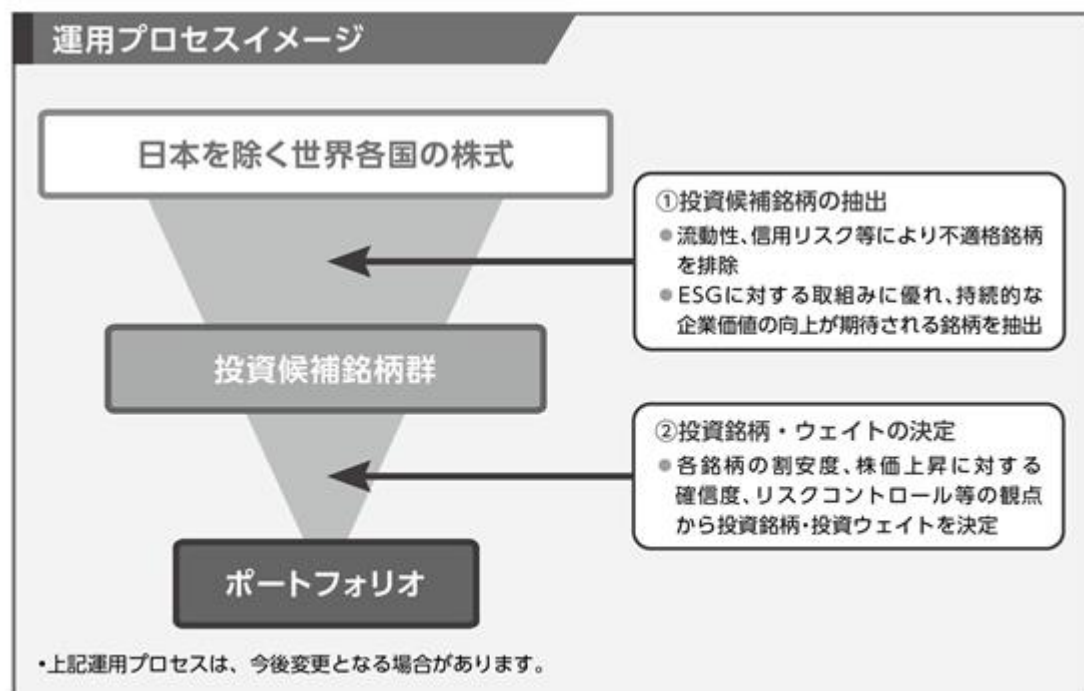 運用プロセスイメージ
日本を除く世界各国の株式
①投資候補銘柄の抽出
●流動性、信用リスク等により不適格銘柄
を排除
●ESGに対する取組みに優れ、持続的な
企業価値の向上が期待される銘柄を抽出
投資候補銘柄群
②投資銘柄・ウェイトの決定
●各銘柄の割安度、株価上昇に対する
確信度、リスクコントロール等の観点
から投資銘柄・投資ウェイトを決定
ポートフォリオ
•上記運用プロセスは、今後変更となる場合があります。